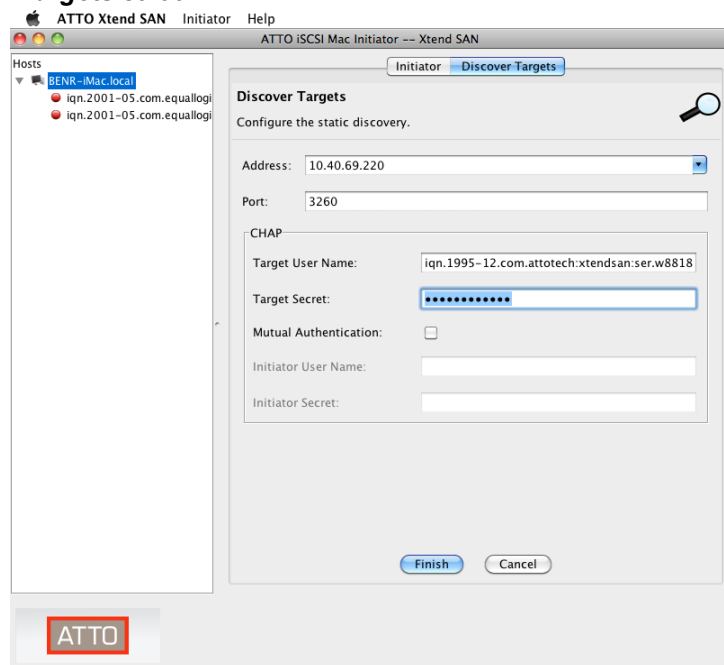 ATTO Xtend SAN Initiator Help
ATTO iSCSI Mac Initiator -- Xtend SAN
Hosts
BENR-iMac.local
iqn.2001-05.com.equallogi
iqn.2001-05.com.equallogi
Initiator Discover Targets
Discover Targets
Configure the static discovery.
Address: 10.40.69.220
Port: 3260
CHAP
Target User Name: iqn.1995-12.com.attotech:xtendsan:ser.w8818
Target Secret: ••••••••••••
Mutual Authentication:
Initiator User Name:
Initiator Secret:
Finish Cancel
ATTO